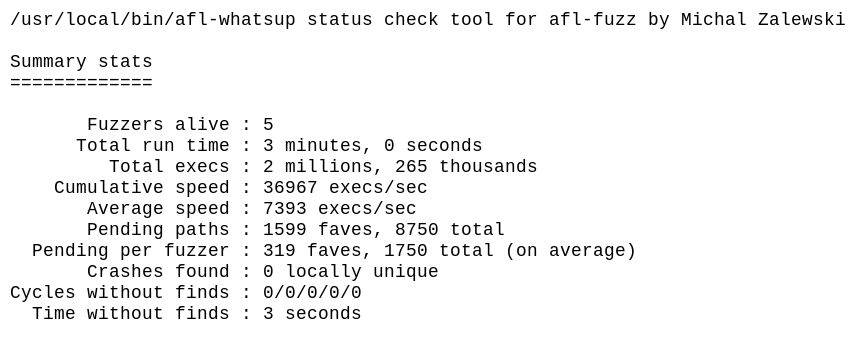 /usr/local/bin/afl-whatsup status check tool for afl-fuzz by Michal Zalewski
Summary stats
=============
Fuzzers alive : 5
Total run time : 3 minutes, 0 seconds
Total execs : 2 millions, 265 thousands
Cumulative speed : 36967 execs/sec
Average speed : 7393 execs/sec
Pending paths : 1599 faves, 8750 total
Pending per fuzzer : 319 faves, 1750 total (on average)
Crashes found : 0 locally unique
Cycles without finds : 0/0/0/0/0
Time without finds : 3 seconds